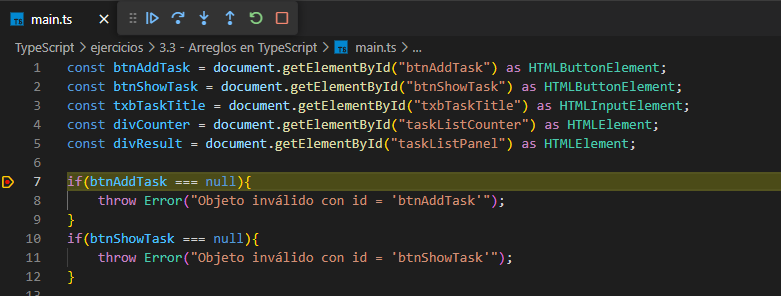 main.ts
TypeScript > ejercicios > 3.3 - Arreglos en TypeScript > TS main.ts > ...
1 const btnAddTask = document.getElementById("btnAddTask") as HTMLButtonElement;
2 const btnShowTask = document.getElementById("btnShowTask") as HTMLButtonElement;
3 const txbTaskTitle = document.getElementById("txbTaskTitle") as HTMLInputElement;
4 const divCounter = document.getElementById("taskListCounter") as HTMLElement;
5 const divResult = document.getElementById("taskListPanel") as HTMLElement;
6
7 if(btnAddTask === null){
8 throw Error("Objeto inválido con id = 'btnAddTask'");
9 }
10 if(btnShowTask === null){
11 throw Error("Objeto inválido con id = 'btnShowTask'");
12 }
13